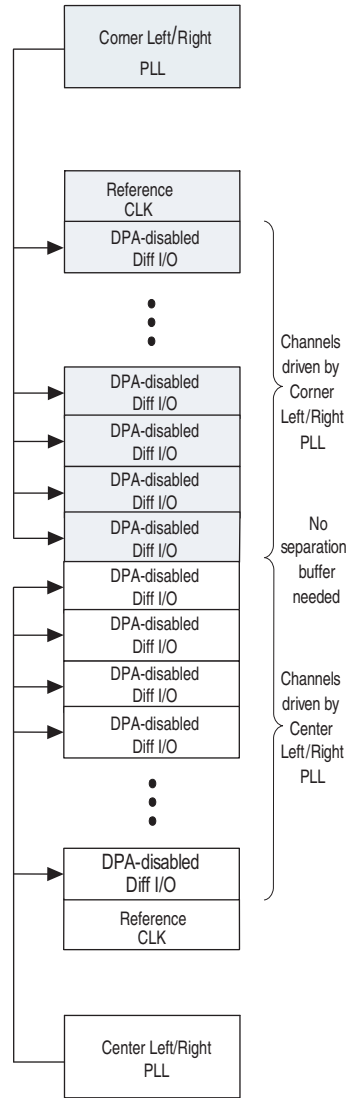 Corner Left/Right
PLL
Reference
CLK
DPA-disabled
Diff I/O
DPA-disabled
Diff I/O
DPA-disabled
Diff I/O
DPA-disabled
Diff I/O
DPA-disabled
Diff I/O
DPA-disabled
Diff I/O
DPA-disabled
Diff I/O
DPA-disabled
Diff I/O
DPA-disabled
Diff I/O
DPA-disabled
Diff I/O
Reference
CLK
Center Left/Right
PLL
Channels
driven by
Corner
Left/Right
PLL
No
separation
buffer
needed
Channels
driven by
Center
Left/Right
PLL